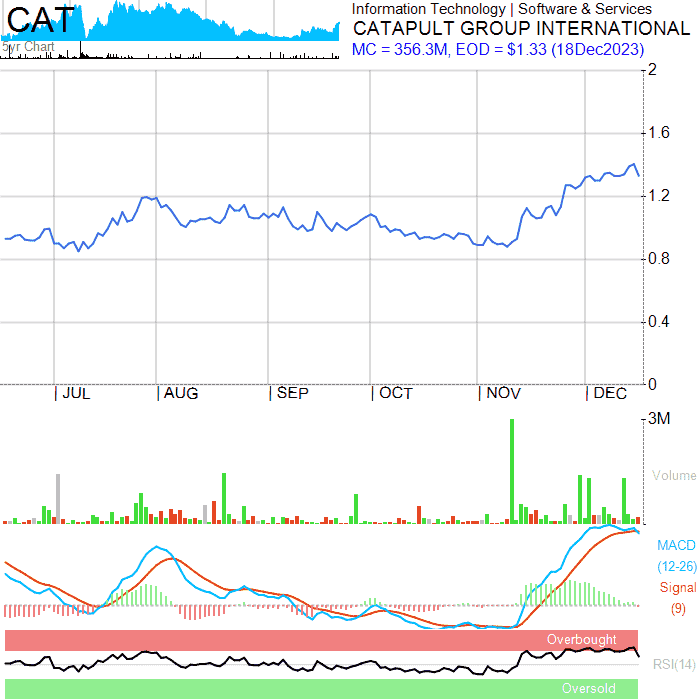 CAT
5yr Chart
Information Technology | Software & Services
CATAPULT GROUP INTERNATIONAL
MC = 356.3M, EOD = $1.33 (18Dec2023)
2
1.6
1.2
0.8
0.4
0
JUL AUG SEP OCT NOV DEC
3M
Volume
MACD
(12-26)
Signal
(9)
Overbought
RSI(14)
Oversold